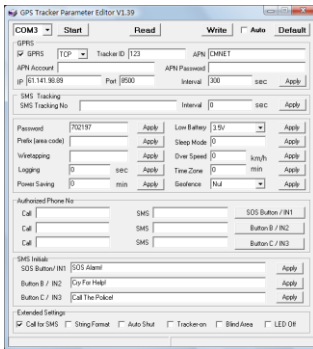 GPS Tracker Parameter Editor V1.39
COM3 Start Read Write Auto Default
GPRS
GPRS TCP Tracker ID 123 APN CMNET
APN Account APN Password
IP 61.141.98.89 Port 8500 Interval 300 sec Apply
SMS Tracking
SMS Tracking No Interval 0 sec Apply
Password 702197 Apply Low Battery 3.5V Apply
Prefix (area code) Apply Sleep Mode 0 Apply
Wiretapping Apply Over Speed 0 km/h Apply
Logging 0 sec Apply Time Zone 0 min Apply
Power Saving 0 min Apply Geofence Nul Apply
Authorized Phone No
Call SMS SOS Button / IN1
Call SMS Button B / IN2
Call SMS Button C / IN3
SMS Initials
SOS Button/ IN1 SOS Alarm! Apply
Button B / IN2 Cry For Help! Apply
Button C / IN3 Call The Police! Apply
Extended Settings
Call for SMS String Format Auto Shut Tracker-on Blind Area LED Off